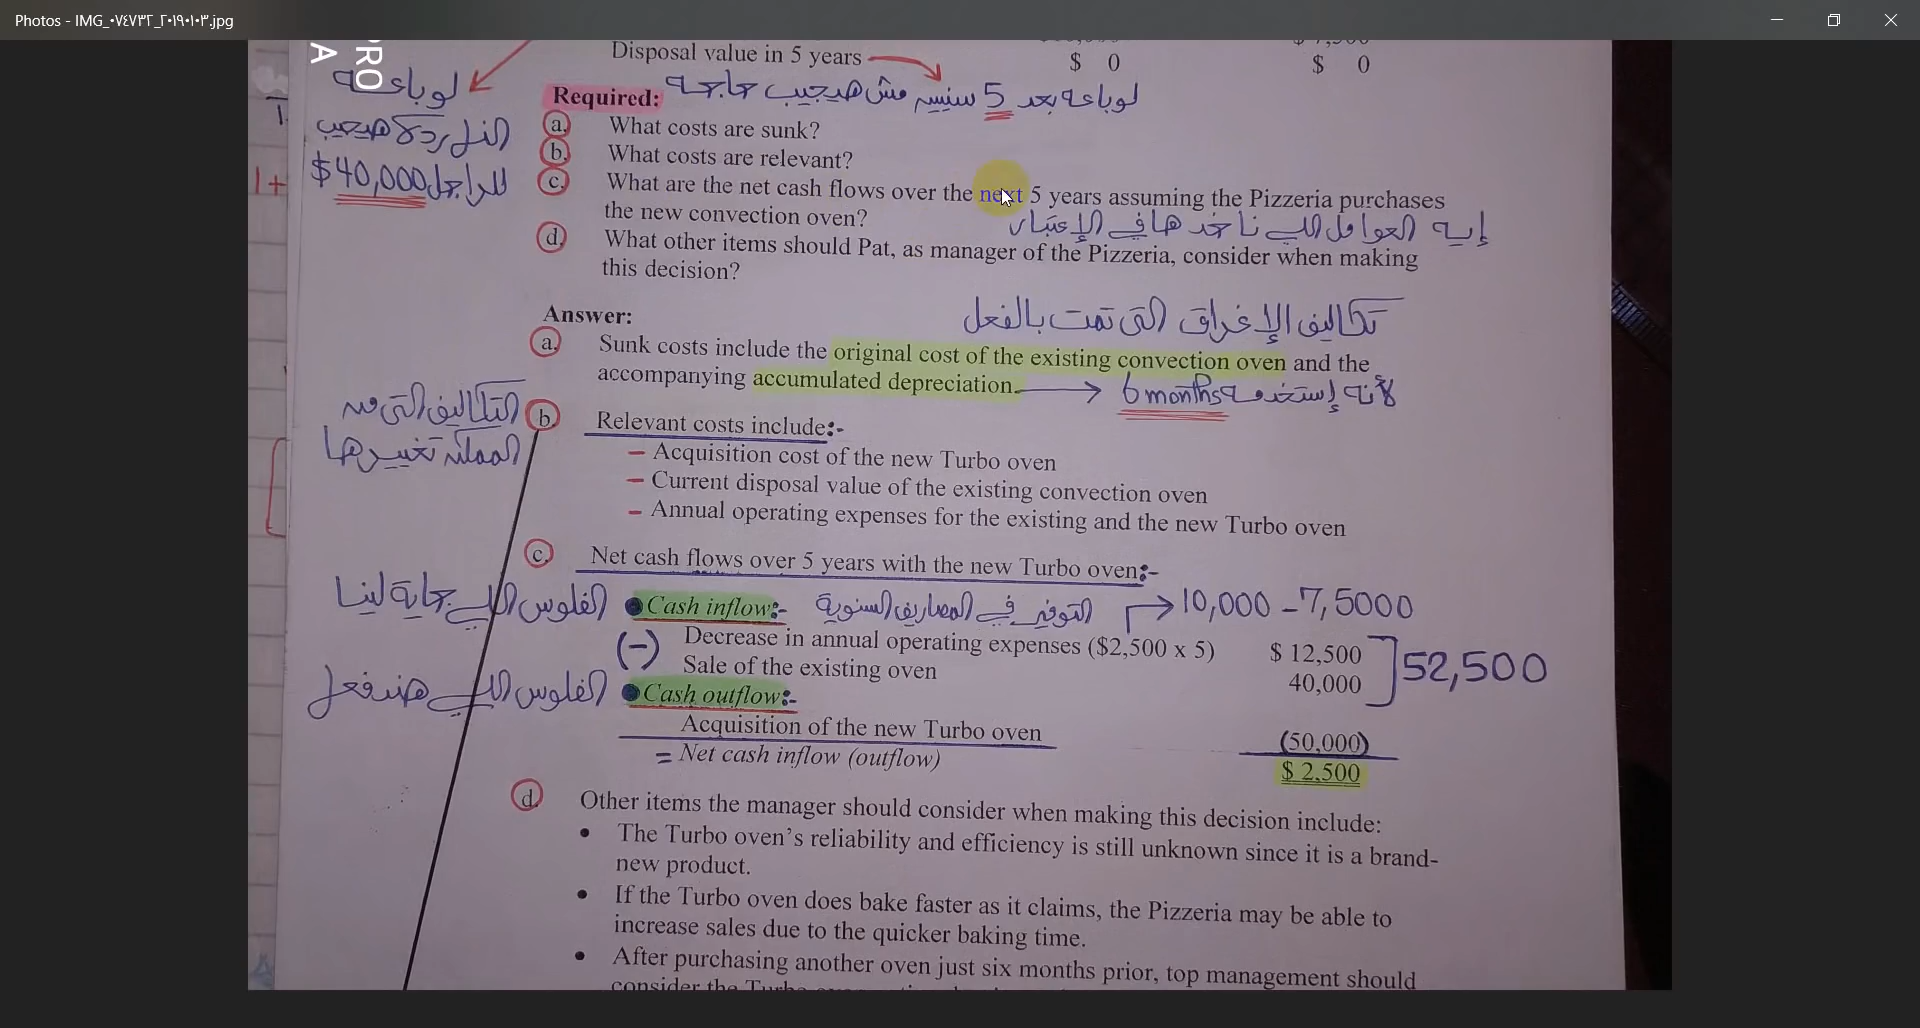 Photos - IMG_٢٠١٩٠١٠٣_٠٧٤٧٣٢.jpg
PRO
A
Disposal value in 5 years
$ 0
$ 0
لو باعه
لو باعه بعد 5 سنين مش هيجيب حاجه
Required:
النهاردة هيجيب
للراجل $40,000
1+
a. What costs are sunk?
b. What costs are relevant?
c. What are the net cash flows over the next 5 years assuming the Pizzeria purchases
the new convection oven?
إيه العوامل اللي ناخدها في الإعتبار
d. What other items should Pat, as manager of the Pizzeria, consider when making
this decision?
Answer:
تكاليف الإغراق التى تمت بالفعل
a. Sunk costs include the original cost of the existing convection oven and the
accompanying accumulated depreciation.
لأنه إستخدمه 6 months
التكاليف التى من
الممكن تغييرها
b. Relevant costs include:-
– Acquisition cost of the new Turbo oven
– Current disposal value of the existing convection oven
– Annual operating expenses for the existing and the new Turbo oven
c. Net cash flows over 5 years with the new Turbo oven:-
الفلوس اللي جاية لينا
Cash inflow:-
التوفير في المصاريف السنوية
10,000 – 7,5000
(–) Decrease in annual operating expenses ($2,500 x 5) $ 12,500
Sale of the existing oven 40,000
52,500
الفلوس اللي هندفعل
Cash outflow:-
Acquisition of the new Turbo oven (50,000)
= Net cash inflow (outflow) $ 2,500
d. Other items the manager should consider when making this decision include:
• The Turbo oven's reliability and efficiency is still unknown since it is a brand-
new product.
• If the Turbo oven does bake faster as it claims, the Pizzeria may be able to
increase sales due to the quicker baking time.
• After purchasing another oven just six months prior, top management should
consider the